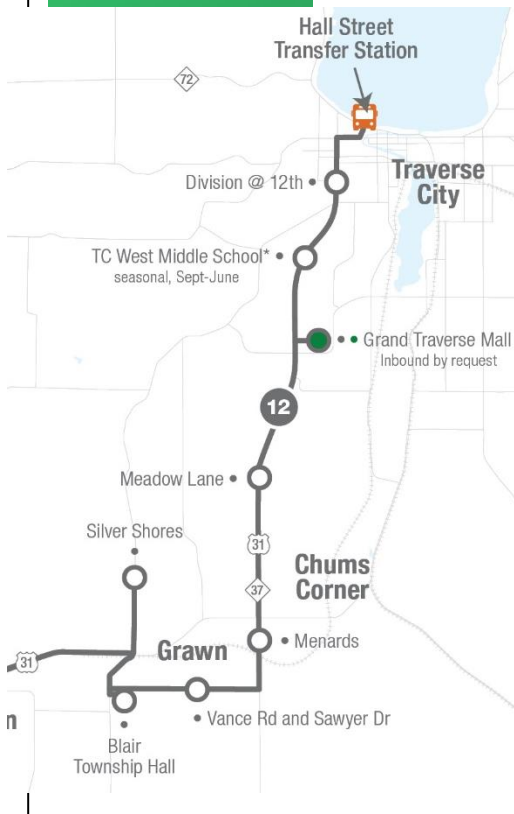 Hall Street
Transfer Station
72
Division @ 12th •
Traverse
City
TC West Middle School* •
seasonal, Sept-June
• • Grand Traverse Mall
Inbound by request
12
Meadow Lane •
Silver Shores
•
31
Chums
Corner
37
• Menards
Grawn
31
• Vance Rd and Sawyer Dr
n
•
Blair
Township Hall